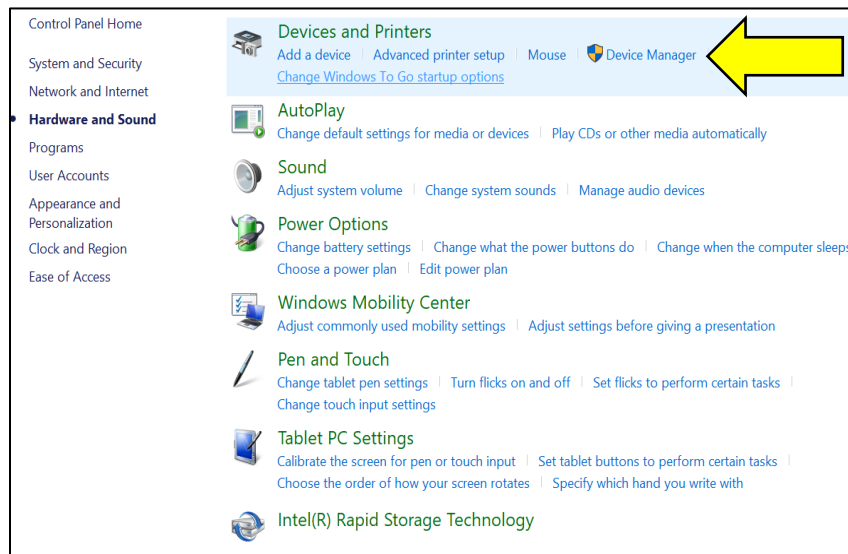 Control Panel Home
System and Security
Network and Internet
Hardware and Sound
Programs
User Accounts
Appearance and
Personalization
Clock and Region
Ease of Access
Devices and Printers
Add a device Advanced printer setup Mouse Device Manager
Change Windows To Go startup options
AutoPlay
Change default settings for media or devices Play CDs or other media automatically
Sound
Adjust system volume Change system sounds Manage audio devices
Power Options
Change battery settings Change what the power buttons do Change when the computer sleeps
Choose a power plan Edit power plan
Windows Mobility Center
Adjust commonly used mobility settings Adjust settings before giving a presentation
Pen and Touch
Change tablet pen settings Turn flicks on and off Set flicks to perform certain tasks
Change touch input settings
Tablet PC Settings
Calibrate the screen for pen or touch input Set tablet buttons to perform certain tasks
Choose the order of how your screen rotates Specify which hand you write with
Intel(R) Rapid Storage Technology